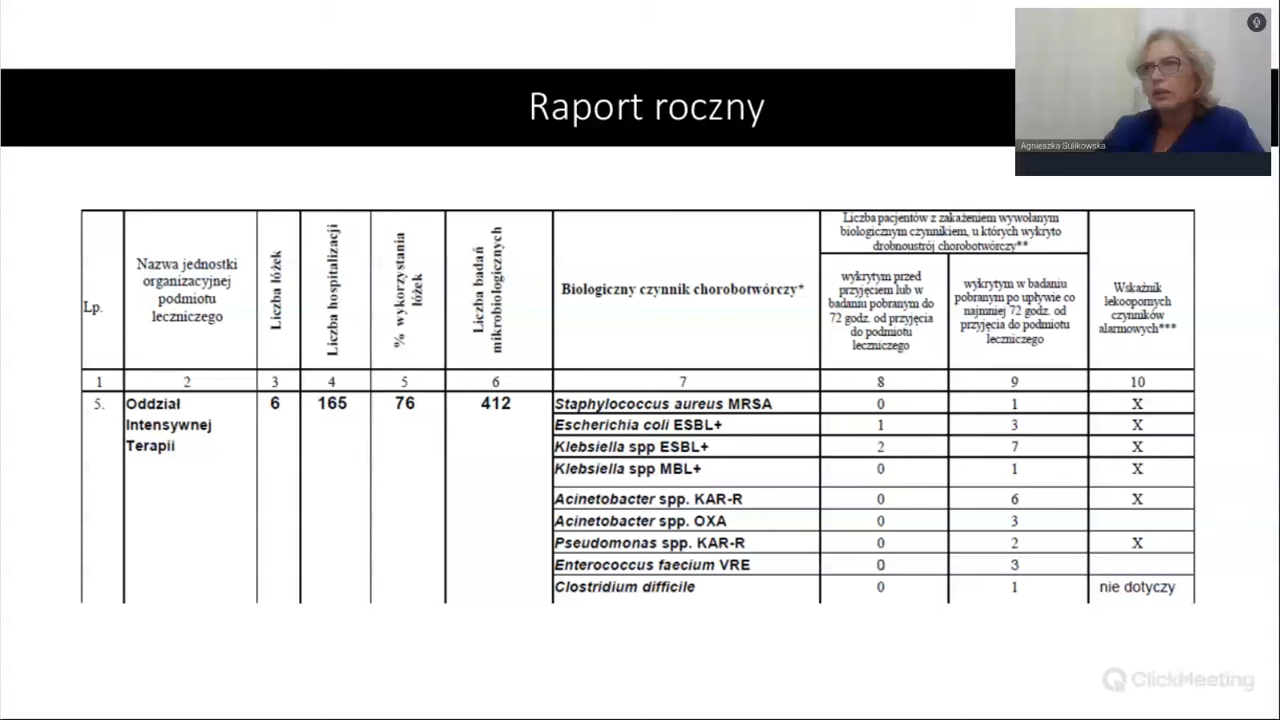 Raport roczny
Agnieszka Sulikowska
Lp.
Nazwa jednostki
organizacyjnej
podmiotu
leczniczego
Liczba łóżek
Liczba hospitalizacji
% wykorzystania
łóżek
Liczba badań
mikrobiologicznych
Biologiczny czynnik chorobotwórczy*
Liczba pacjentów z zakażeniem wywołanym
biologicznym czynnikiem, u których wykryto
drobnoustrój chorobotwórczy**
wykrytym przed
przyjęciem lub w
badaniu pobranym do
72 godz. od przyjęcia
do podmiotu
leczniczego
wykrytym w badaniu
pobranym po upływie co
najmniej 72 godz. od
przyjęcia do podmiotu
leczniczego
Wskaźnik
lekoopornych
czynników
alarmowych***
1 2 3 4 5 6 7 8 9 10
5. Oddział 6 165 76 412 Staphylococcus aureus MRSA 0 1 X
Intensywnej Escherichia coli ESBL+ 1 3 X
Terapii Klebsiella spp ESBL+ 2 7 X
Klebsiella spp MBL+ 0 1 X
Acinetobacter spp. KAR-R 0 6 X
Acinetobacter spp. OXA 0 3
Pseudomonas spp. KAR-R 0 2 X
Enterococcus faecium VRE 0 3
Clostridium difficile 0 1 nie dotyczy
ClickMeeting